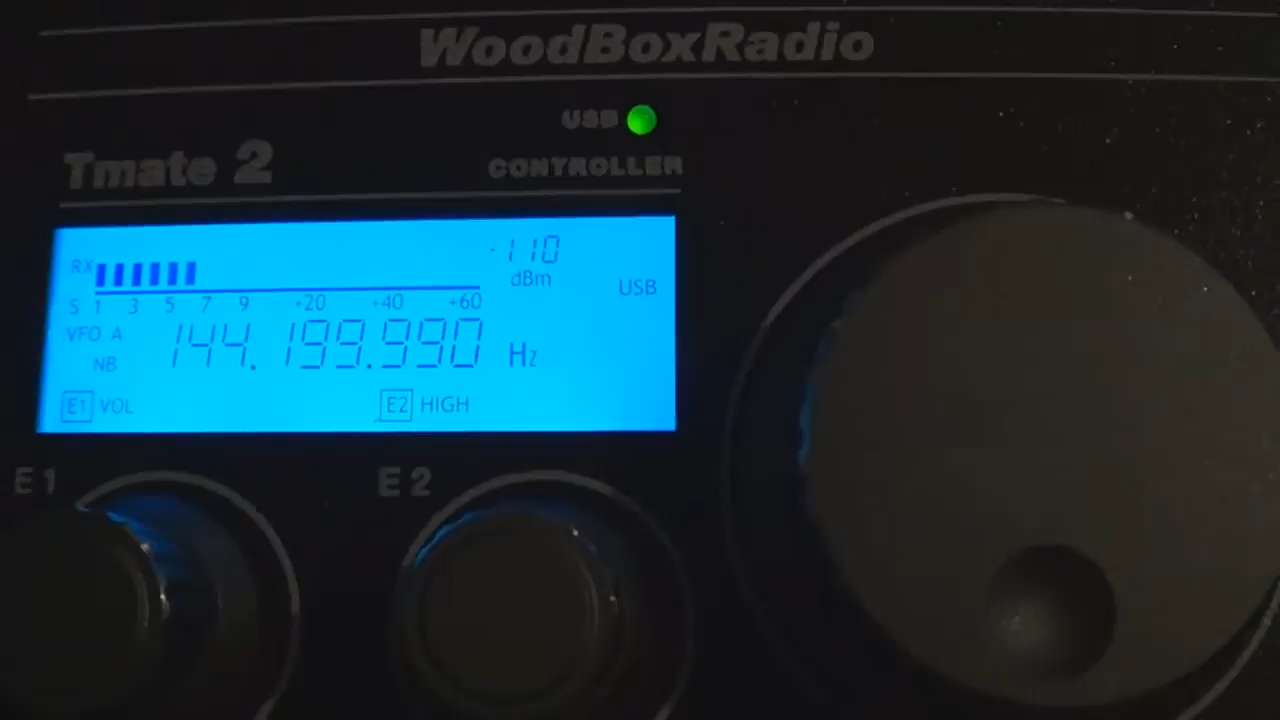 WoodBoxRadio
USB
Tmate 2
CONTROLLER
-110
RX
dBm
USB
S 1 3 5 7 9 +20 +40 +60
VFO A
144.199.990 Hz
NB
E1 VOL E2 HIGH
E1 E2